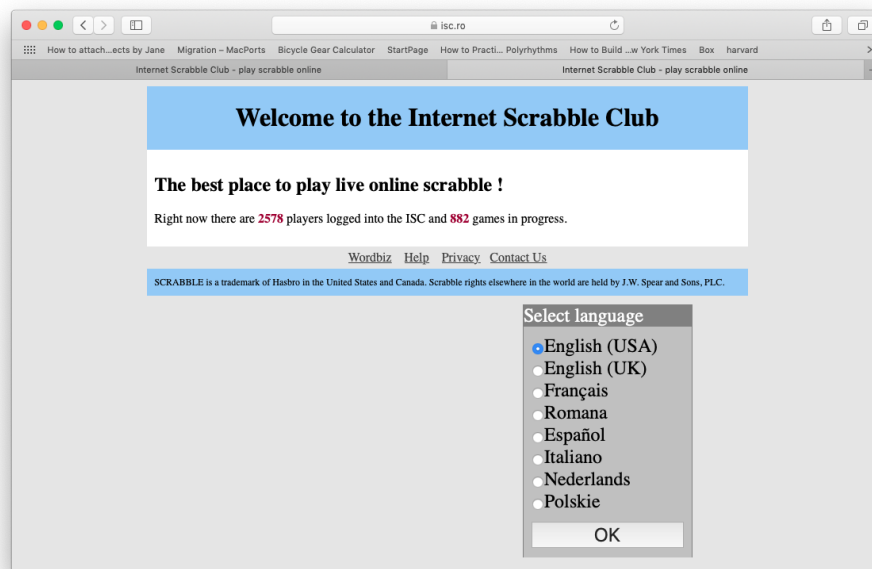 isc.ro
How to attach...ects by Jane Migration – MacPorts Bicycle Gear Calculator StartPage How to Practi... Polyrhythms How to Build ...w York Times Box harvard
Internet Scrabble Club - play scrabble online Internet Scrabble Club - play scrabble online
Welcome to the Internet Scrabble Club
The best place to play live online scrabble !
Right now there are 2578 players logged into the ISC and 882 games in progress.
Wordbiz Help Privacy Contact Us
SCRABBLE is a trademark of Hasbro in the United States and Canada. Scrabble rights elsewhere in the world are held by J.W. Spear and Sons, PLC.
Select language
English (USA)
English (UK)
Français
Romana
Español
Italiano
Nederlands
Polskie
OK